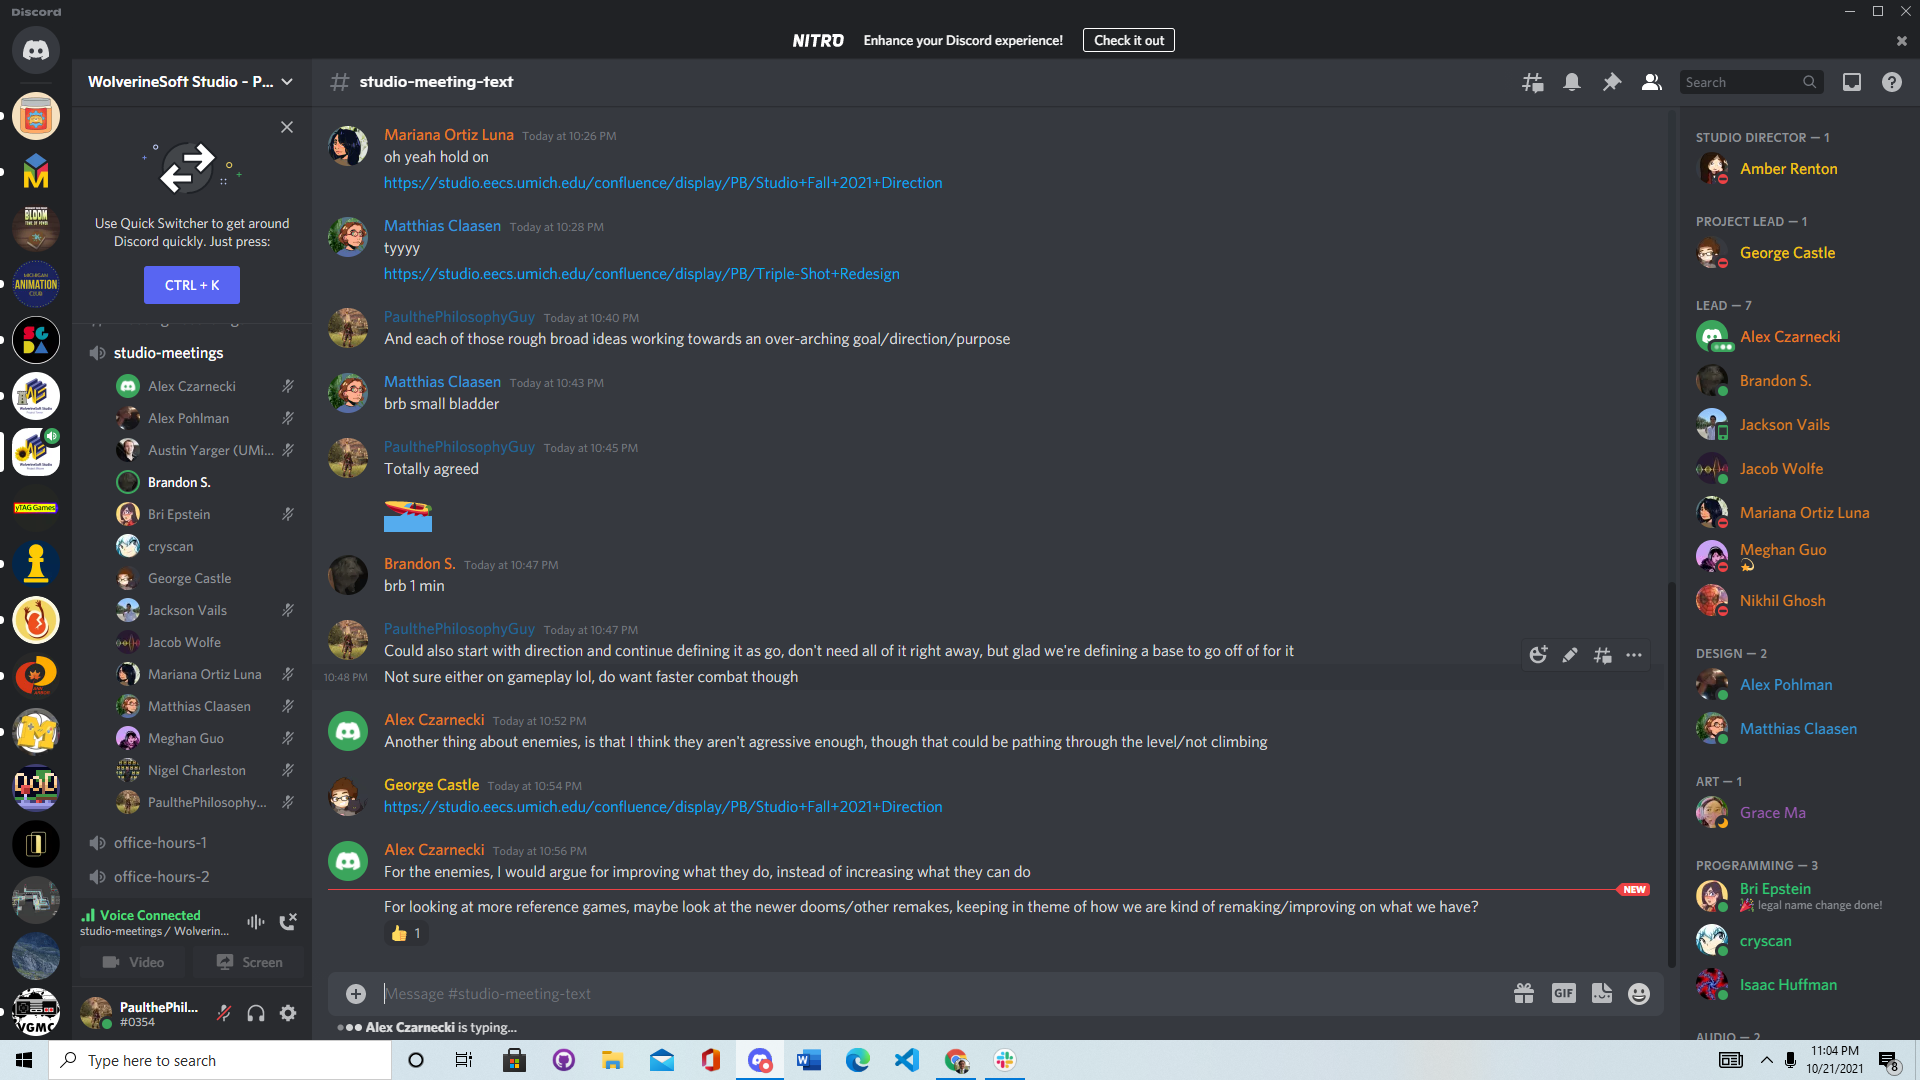 Discord
NITRO Enhance your Discord experience! Check it out
WolverineSoft Studio - P...
# studio-meeting-text
Search
Use Quick Switcher to get around
Discord quickly. Just press:
CTRL + K
studio-meetings
Alex Czarnecki
Alex Pohlman
Austin Yarger (UMi...
Brandon S.
Bri Epstein
cryscan
George Castle
Jackson Vails
Jacob Wolfe
Mariana Ortiz Luna
Matthias Claasen
Meghan Guo
Nigel Charleston
PaulthePhilosophy...
office-hours-1
office-hours-2
Voice Connected
studio-meetings / Wolverin...
Video
Screen
PaulthePhil...
#0354
BLOOM
MICHIGAN
ANIMATION
CLUB
yTAG Games
VGMC
Mariana Ortiz Luna Today at 10:26 PM
oh yeah hold on
https://studio.eecs.umich.edu/confluence/display/PB/Studio+Fall+2021+Direction
Matthias Claasen Today at 10:28 PM
tyyyy
https://studio.eecs.umich.edu/confluence/display/PB/Triple-Shot+Redesign
PaulthePhilosophyGuy Today at 10:40 PM
And each of those rough broad ideas working towards an over-arching goal/direction/purpose
Matthias Claasen Today at 10:43 PM
brb small bladder
PaulthePhilosophyGuy Today at 10:45 PM
Totally agreed
Brandon S. Today at 10:47 PM
brb 1 min
PaulthePhilosophyGuy Today at 10:47 PM
Could also start with direction and continue defining it as go, don't need all of it right away, but glad we're defining a base to go off of for it
10:48 PM Not sure either on gameplay lol, do want faster combat though
Alex Czarnecki Today at 10:52 PM
Another thing about enemies, is that I think they aren't agressive enough, though that could be pathing through the level/not climbing
George Castle Today at 10:54 PM
https://studio.eecs.umich.edu/confluence/display/PB/Studio+Fall+2021+Direction
Alex Czarnecki Today at 10:56 PM
For the enemies, I would argue for improving what they do, instead of increasing what they can do
NEW
For looking at more reference games, maybe look at the newer dooms/other remakes, keeping in theme of how we are kind of remaking/improving on what we have?
👍 1
Message #studio-meeting-text
GIF
Alex Czarnecki is typing...
STUDIO DIRECTOR — 1
Amber Renton
PROJECT LEAD — 1
George Castle
LEAD — 7
Alex Czarnecki
Brandon S.
Jackson Vails
Jacob Wolfe
Mariana Ortiz Luna
Meghan Guo
Nikhil Ghosh
DESIGN — 2
Alex Pohlman
Matthias Claasen
ART — 1
Grace Ma
PROGRAMMING — 3
Bri Epstein
legal name change done!
cryscan
Isaac Huffman
AUDIO — 2
Type here to search
11:04 PM
10/21/2021
8